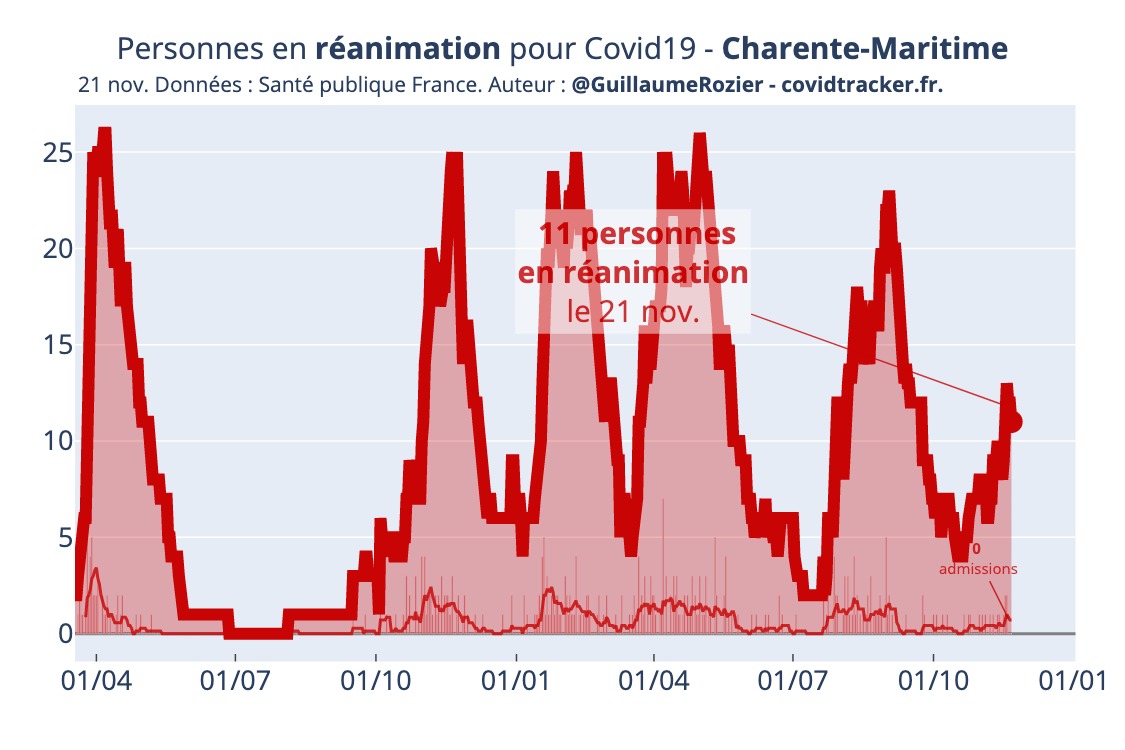 Personnes en réanimation pour Covid19 - Charente-Maritime
21 nov. Données : Santé publique France. Auteur : @GuillaumeRozier - covidtracker.fr.
25
20
15
10
5
0
11 personnes
en réanimation
le 21 nov.
0
admissions
01/04
01/07
01/10
01/01
01/04
01/07
01/10
01/01